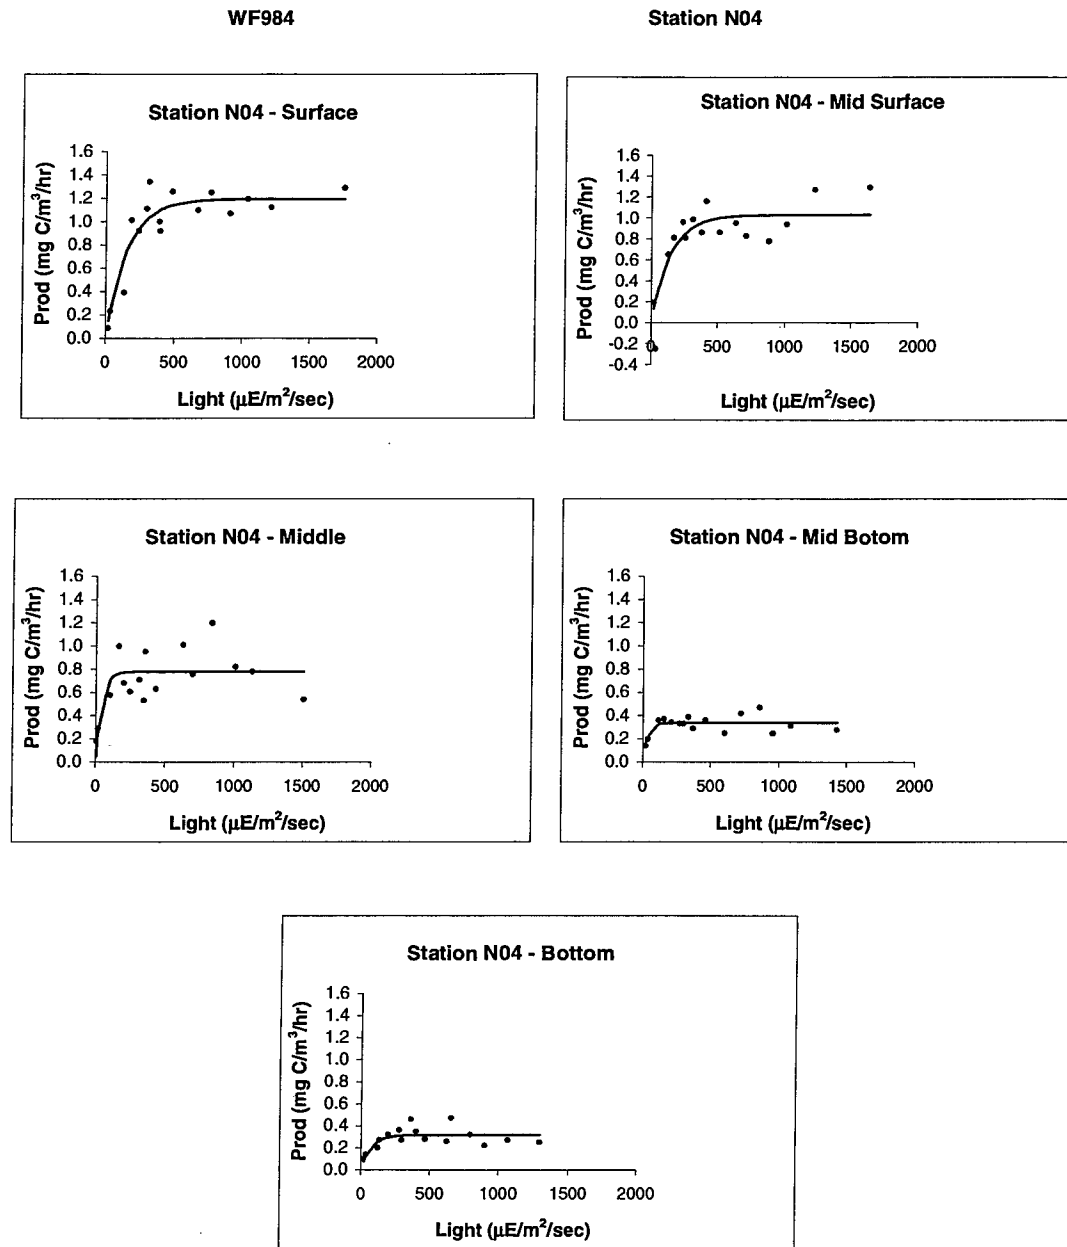 WF984 Station N04
Station N04 - Surface
Prod (mg C/m³/hr)
1.6
1.4
1.2
1.0
0.8
0.6
0.4
0.2
0.0
0 500 1000 1500 2000
Light (µE/m²/sec)
Station N04 - Mid Surface
Prod (mg C/m³/hr)
1.6
1.4
1.2
1.0
0.8
0.6
0.4
0.2
0.0
-0.2
-0.4
0 500 1000 1500 2000
Light (µE/m²/sec)
Station N04 - Middle
Prod (mg C/m³/hr)
1.6
1.4
1.2
1.0
0.8
0.6
0.4
0.2
0.0
0 500 1000 1500 2000
Light (µE/m²/sec)
Station N04 - Mid Botom
Prod (mg C/m³/hr)
1.6
1.4
1.2
1.0
0.8
0.6
0.4
0.2
0.0
0 500 1000 1500 2000
Light (µE/m²/sec)
Station N04 - Bottom
Prod (mg C/m³/hr)
1.6
1.4
1.2
1.0
0.8
0.6
0.4
0.2
0.0
0 500 1000 1500 2000
Light (µE/m²/sec)